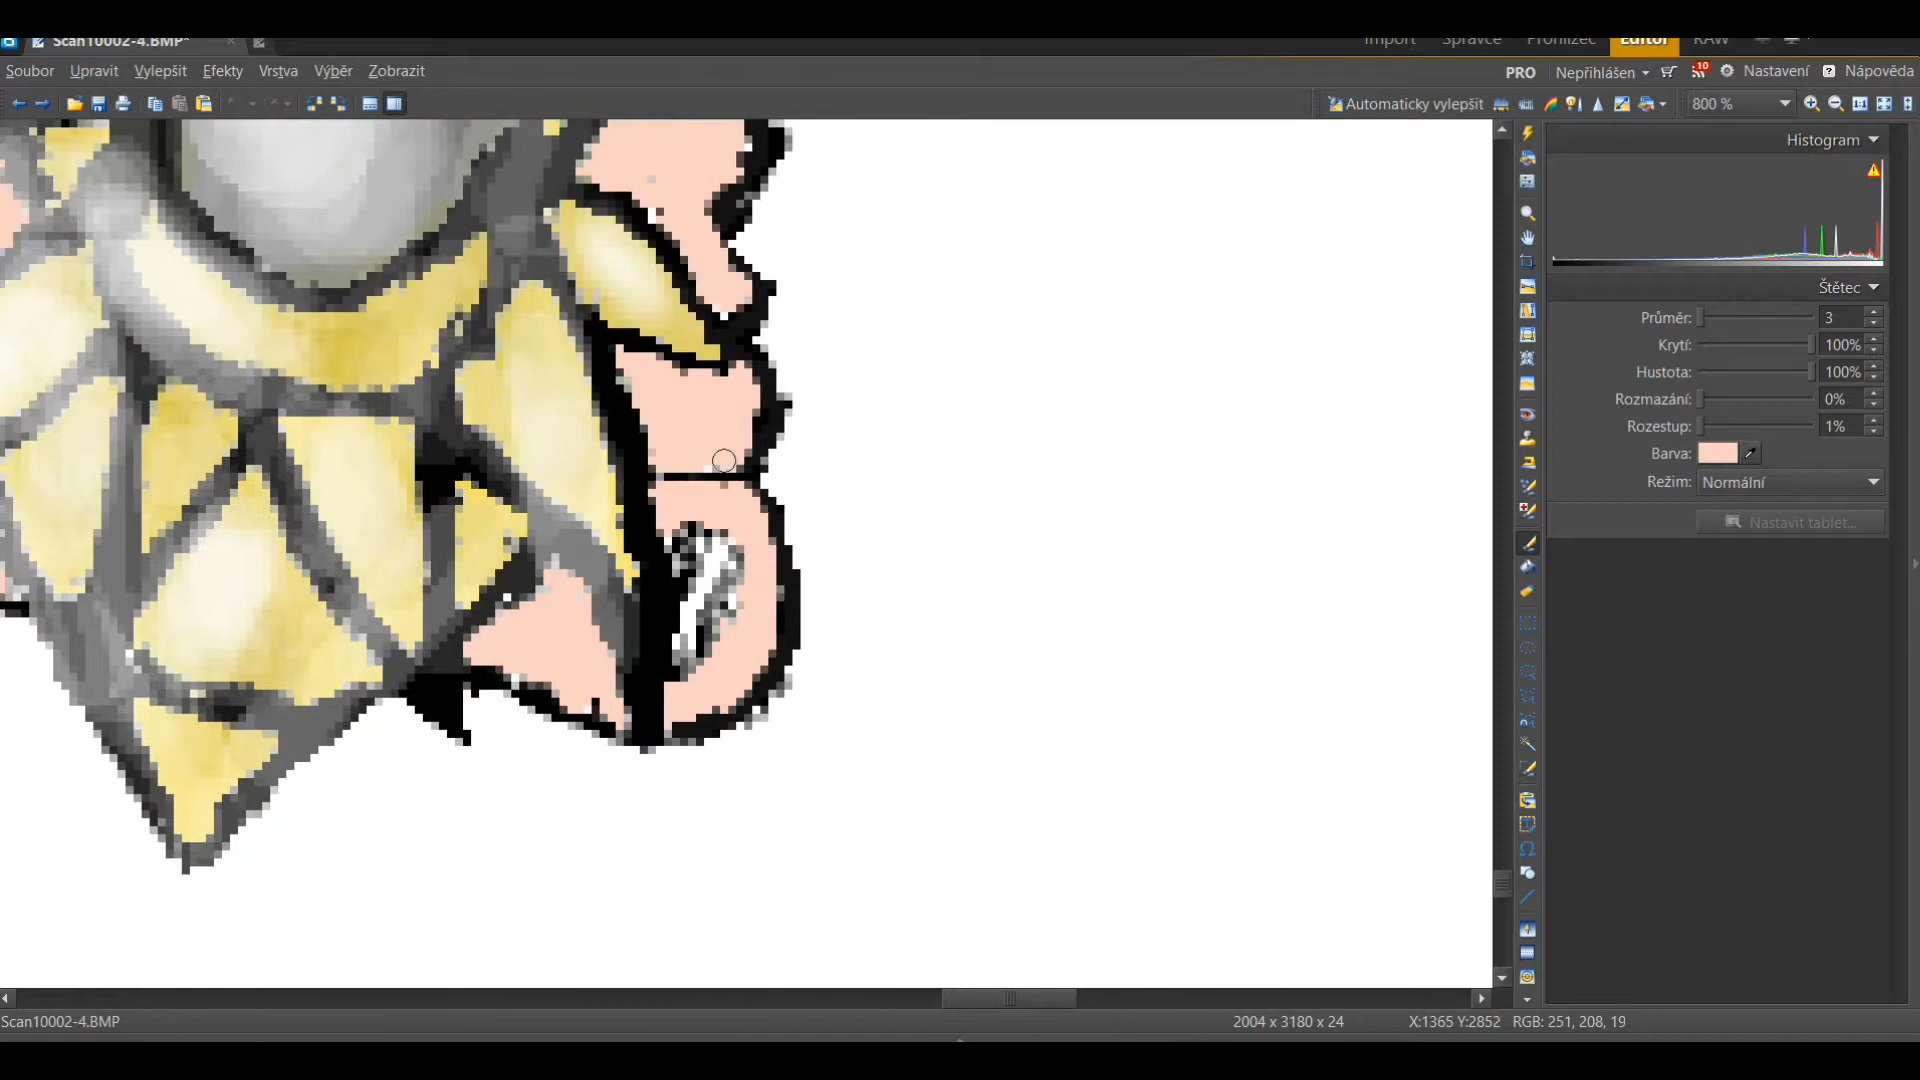 Scan10002-4.BMP*
Import Správce Prohlížeč Editor RAW
Soubor Upravit Vylepšit Efekty Vrstva Výběr Zobrazit
PRO Nepřihlášen 10 Nastavení Nápověda
Automaticky vylepšit 800 %
Histogram
Štětec
Průměr: 3
Krytí: 100%
Hustota: 100%
Rozmazání: 0%
Rozestup: 1%
Barva:
Režim: Normální
Nastavit tablet...
Scan10002-4.BMP 2004 x 3180 x 24 X:1365 Y:2852 RGB: 251, 208, 19